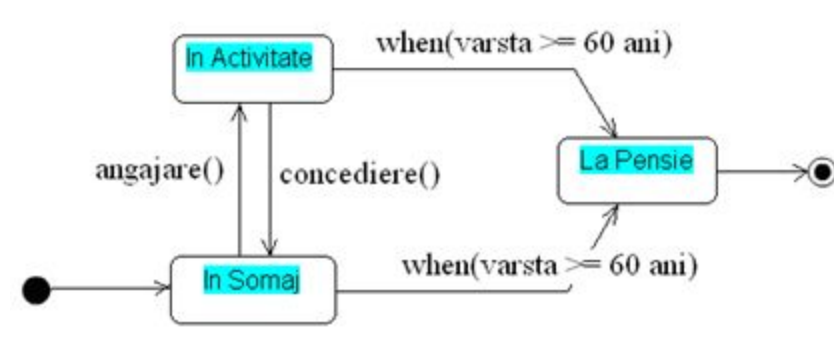 In Activitate
when(varsta >= 60 ani)
angajare()
concediere()
La Pensie
In Somaj
when(varsta >= 60 ani)